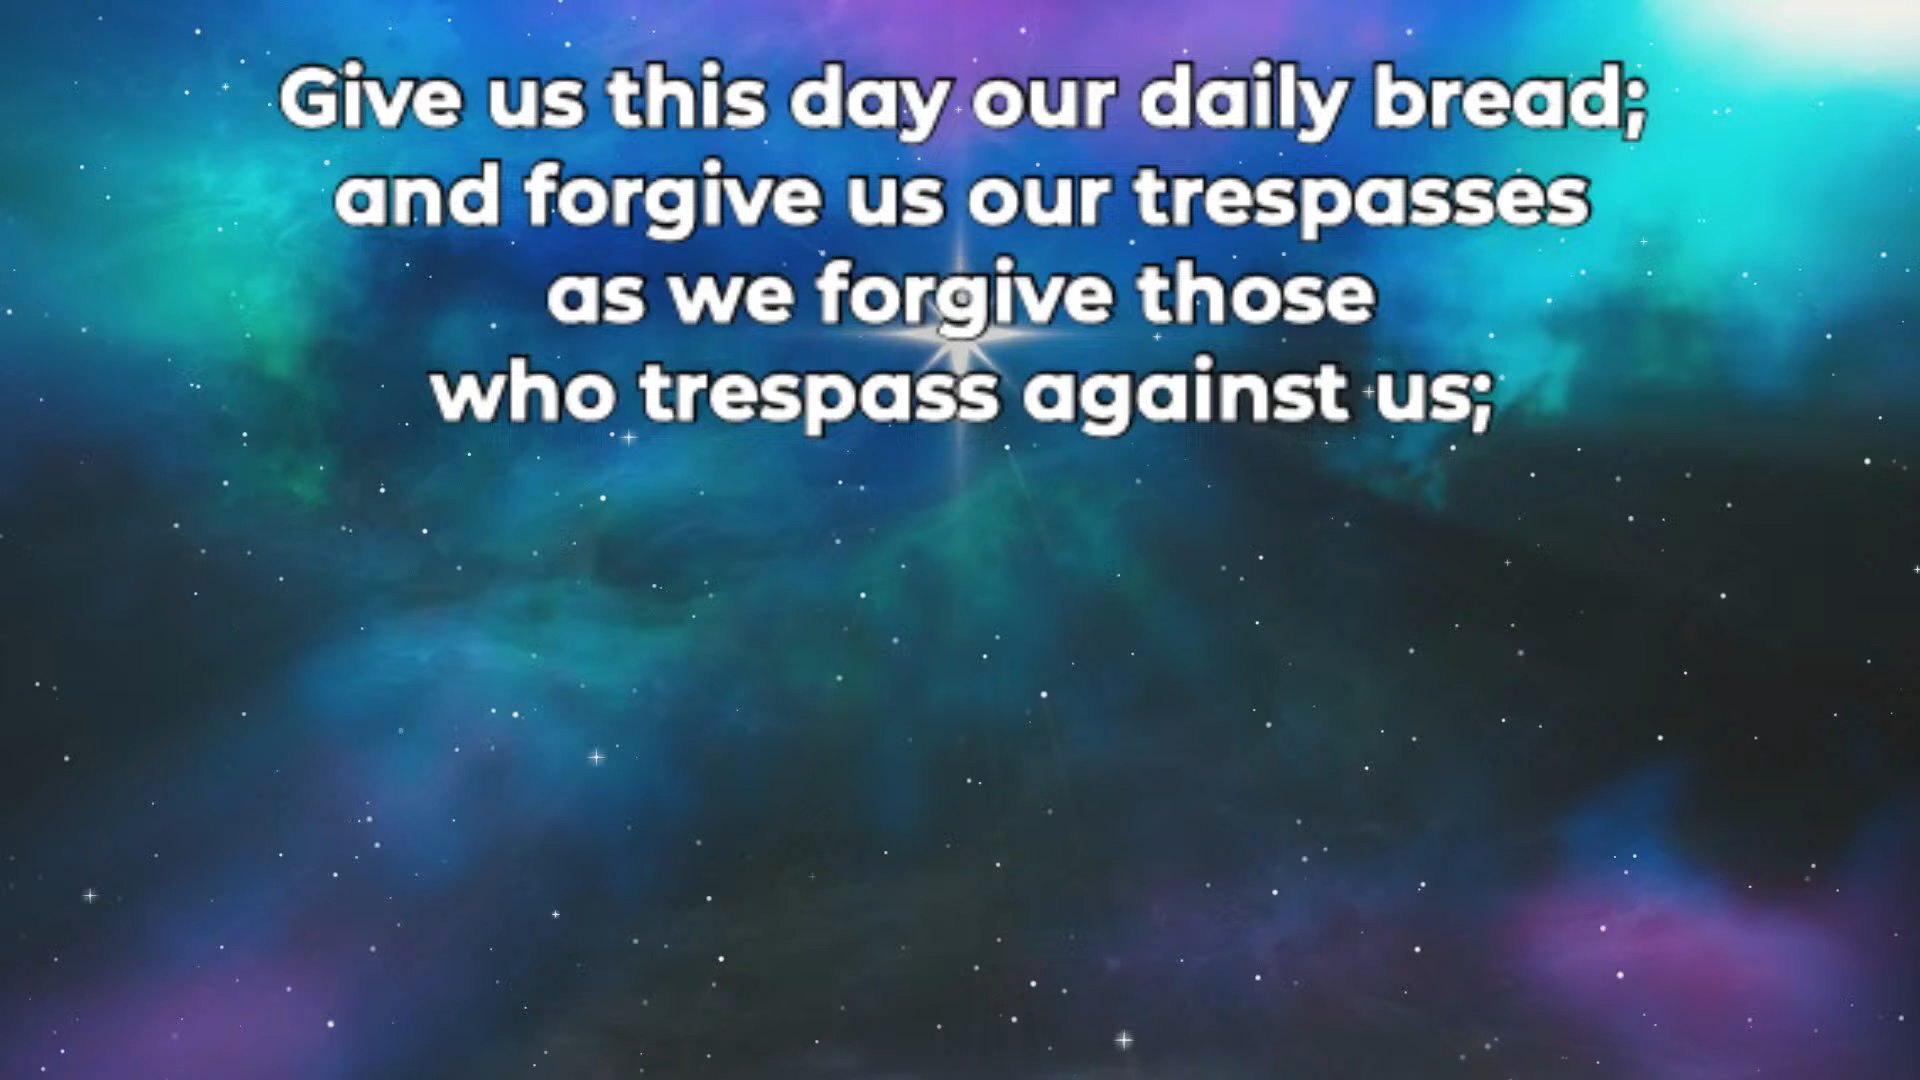 Give us this day our daily bread;
and forgive us our trespasses
as we forgive those
who trespass against us;